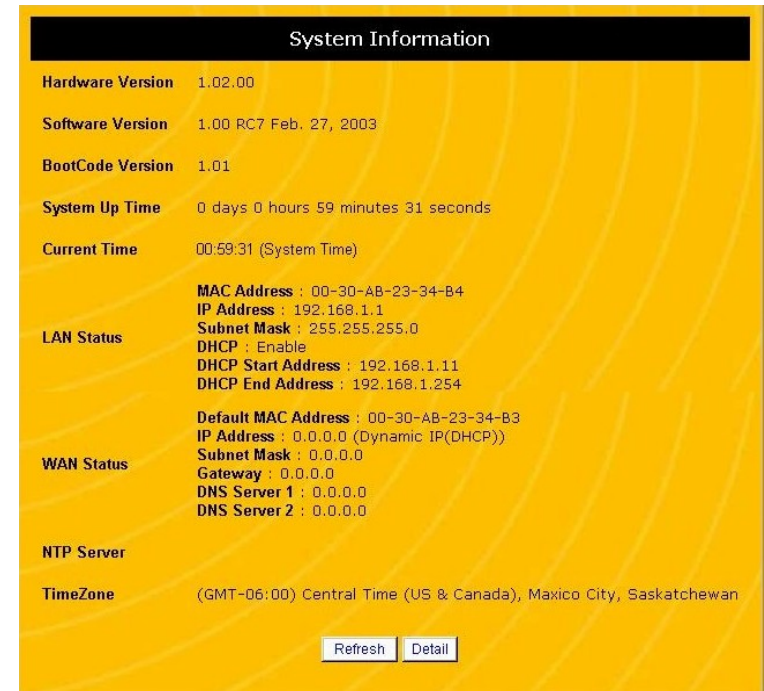 System Information
Hardware Version 1.02.00
Software Version 1.00 RC7 Feb. 27, 2003
BootCode Version 1.01
System Up Time 0 days 0 hours 59 minutes 31 seconds
Current Time 00:59:31 (System Time)
LAN Status
MAC Address : 00-30-AB-23-34-B4
IP Address : 192.168.1.1
Subnet Mask : 255.255.255.0
DHCP : Enable
DHCP Start Address : 192.168.1.11
DHCP End Address : 192.168.1.254
WAN Status
Default MAC Address : 00-30-AB-23-34-B3
IP Address : 0.0.0.0 (Dynamic IP(DHCP))
Subnet Mask : 0.0.0.0
Gateway : 0.0.0.0
DNS Server 1 : 0.0.0.0
DNS Server 2 : 0.0.0.0
NTP Server
TimeZone (GMT-06:00) Central Time (US & Canada), Maxico City, Saskatchewan
Refresh Detail